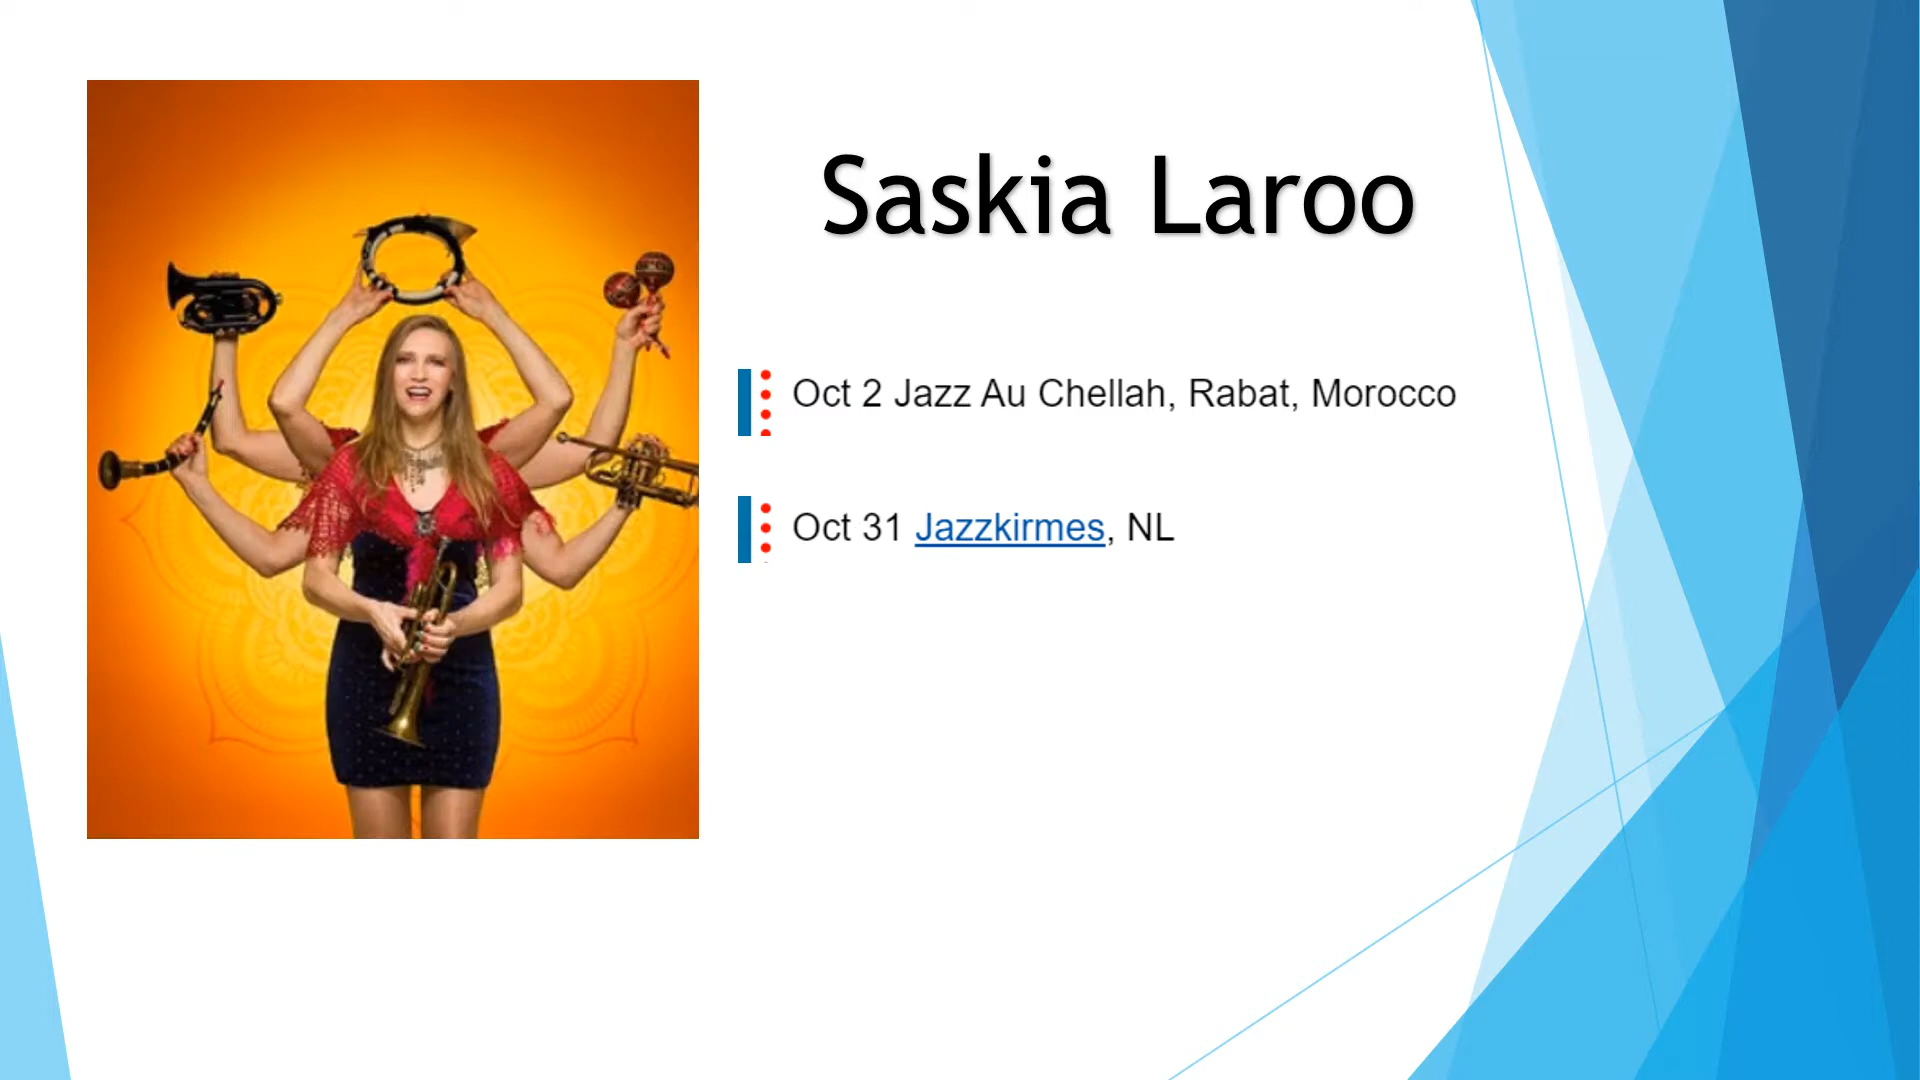 Saskia Laroo
Oct 2 Jazz Au Chellah, Rabat, Morocco
Oct 31 Jazzkirmes, NL